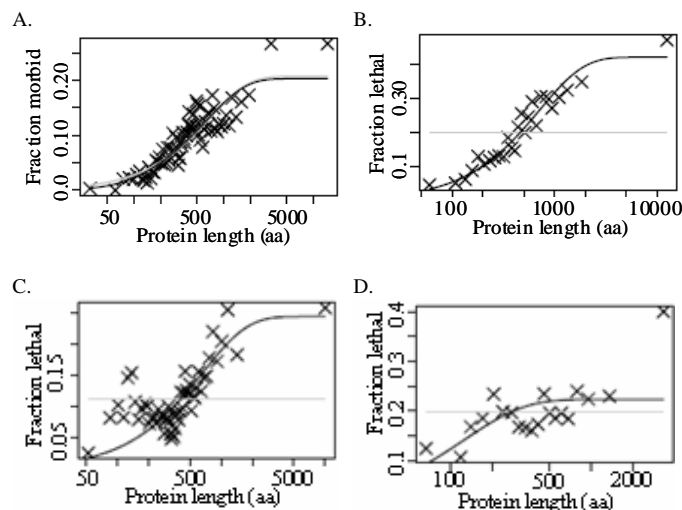 A.
Fraction morbid
0.20
0.10
0.0
50 500 5000
Protein length (aa)
B.
Fraction lethal
0.30
0.1
100 1000 10000
Protein length (aa)
C.
Fraction lethal
0.15
0.05
50 500 5000
Protein length (aa)
D.
Fraction lethal
0.4
0.3
0.2
0.1
100 500 2000
Protein length (aa)